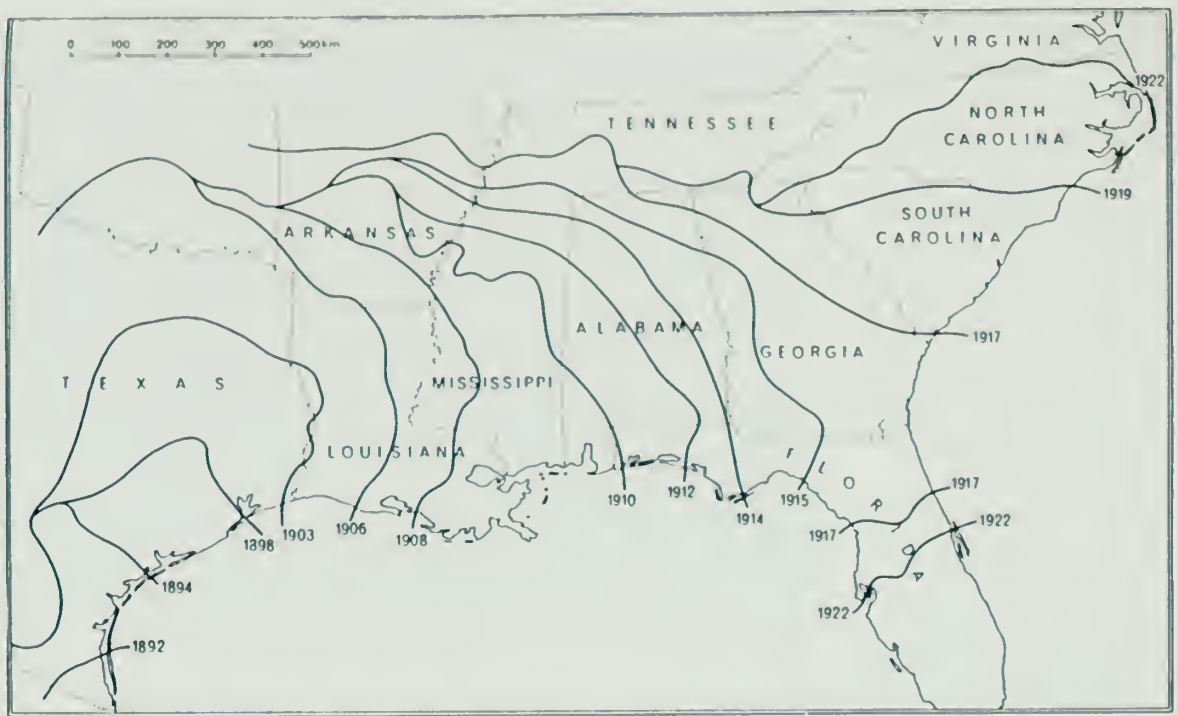 0 100 200 300 400 500 km
VIRGINIA
1922
NORTH
CAROLINA
TENNESSEE
1919
SOUTH
CAROLINA
ARKANSAS
ALABAMA
1917
GEORGIA
TEXAS
MISSISSIPPI
LOUISIANA
FLORIDA
1892
1894
1898
1903
1906
1908
1910
1912
1914
1915
1917
1917
1922
1922